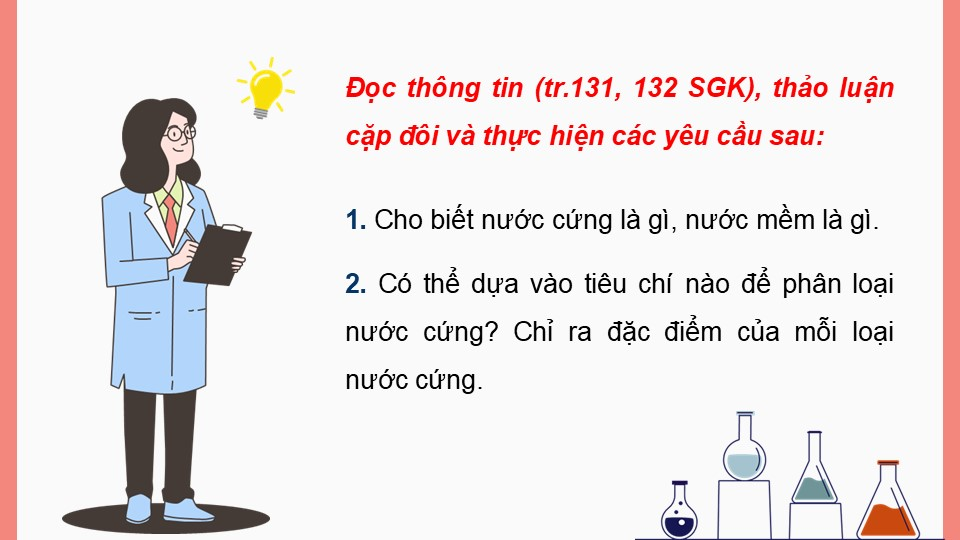 Đọc thông tin (tr.131, 132 SGK), thảo luận
cặp đôi và thực hiện các yêu cầu sau:
1. Cho biết nước cứng là gì, nước mềm là gì.
2. Có thể dựa vào tiêu chí nào để phân loại
nước cứng? Chỉ ra đặc điểm của mỗi loại
nước cứng.